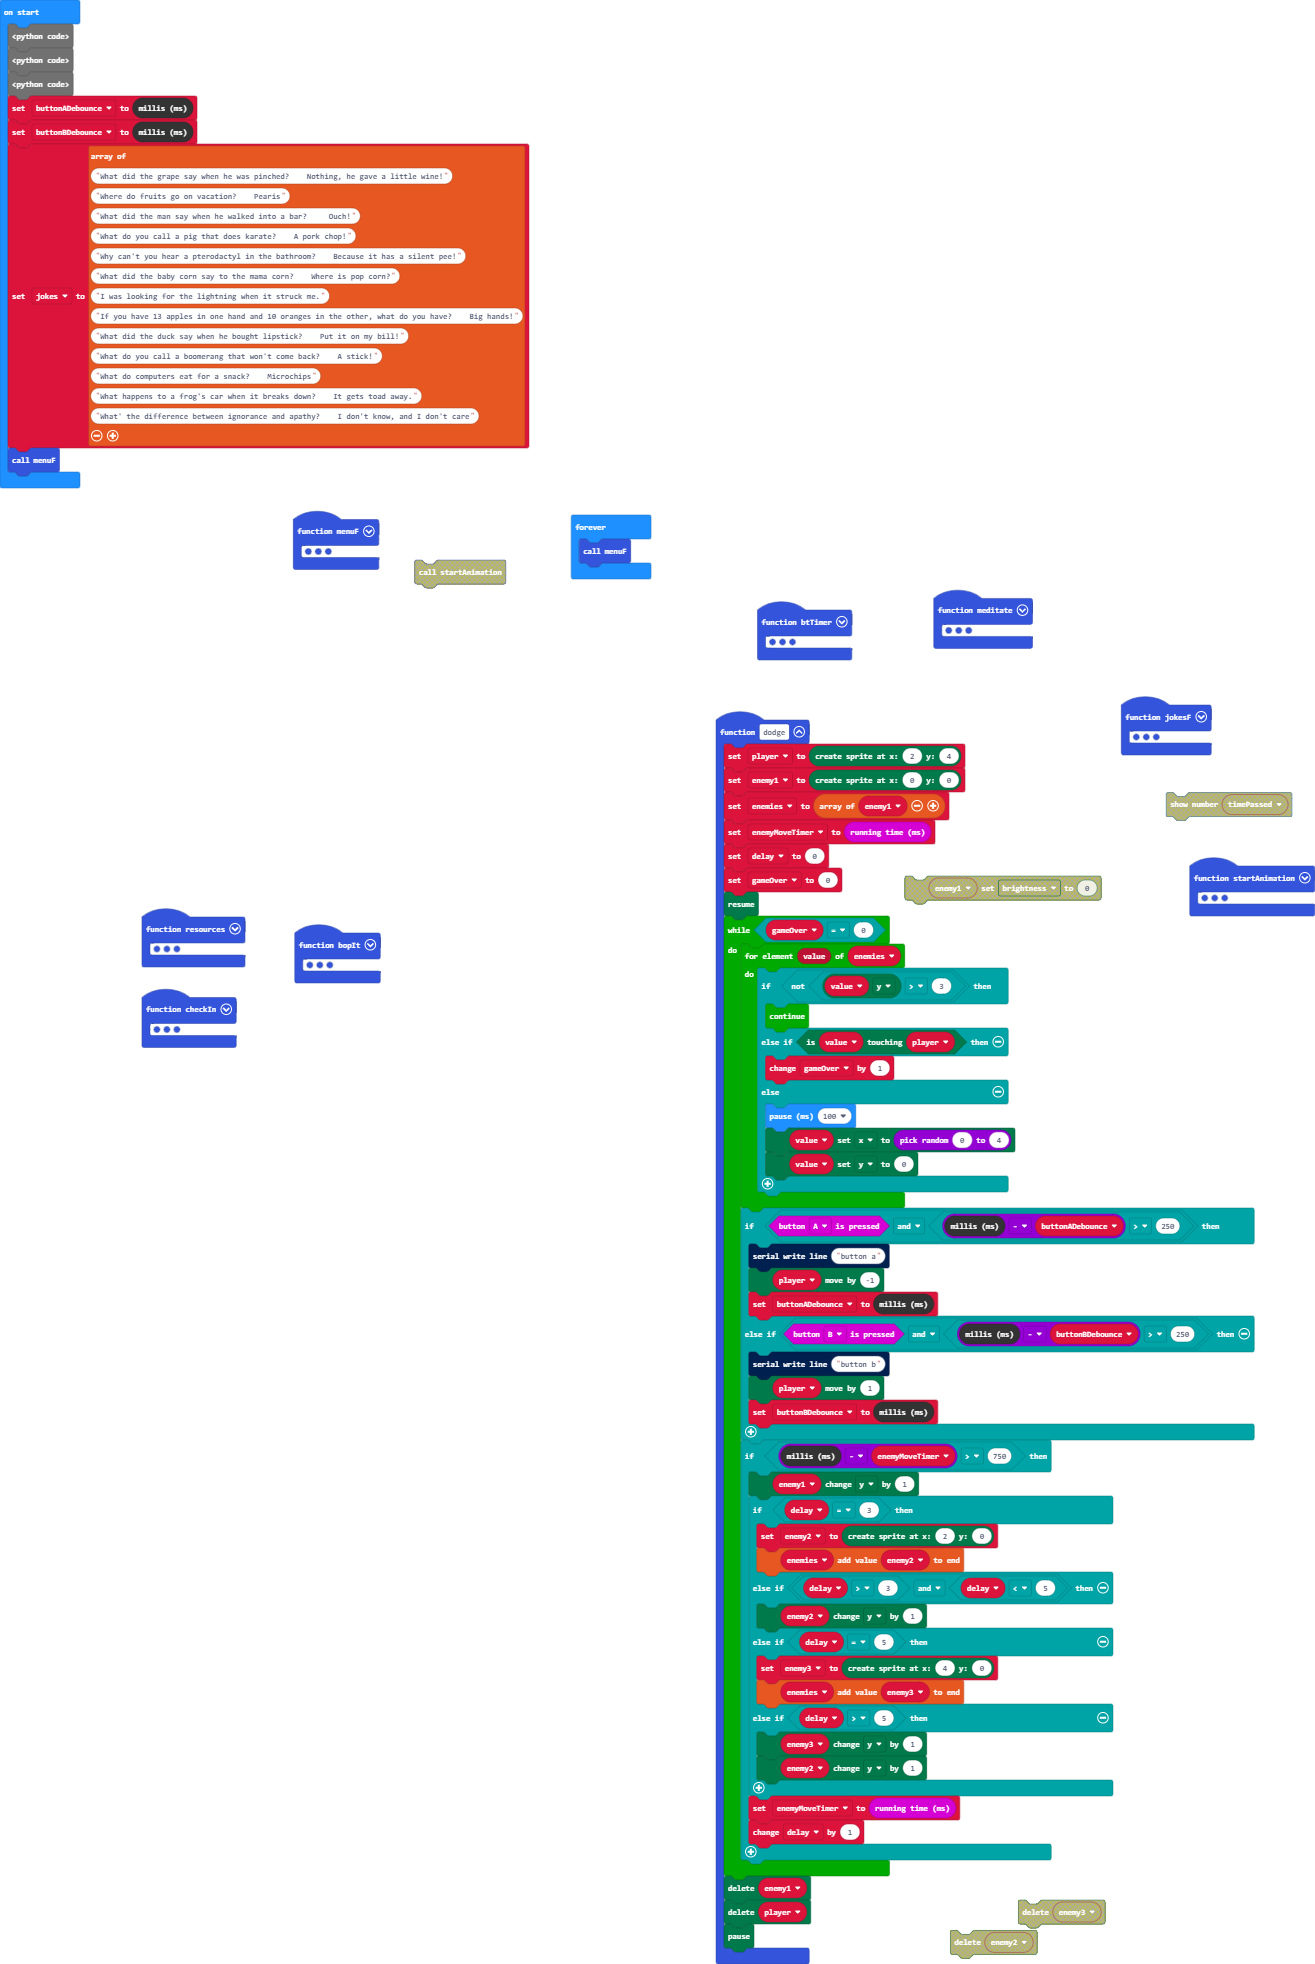 on start
<python code>
<python code>
<python code>
set buttonADebounce to millis (ms)
set buttonBDebounce to millis (ms)
set jokes to
array of
"What did the grape say when he was pinched? Nothing, he gave a little wine!"
"Where do fruits go on vacation? Pearis"
"What did the man say when he walked into a bar? Ouch!"
"What do you call a pig that does karate? A pork chop!"
"Why can't you hear a pterodactyl in the bathroom? Because it has a silent pee!"
"What did the baby corn say to the mama corn? Where is pop corn?"
"I was looking for the lightning when it struck me."
"If you have 13 apples in one hand and 10 oranges in the other, what do you have? Big hands!"
"What did the duck say when he bought lipstick? Put it on my bill!"
"What do you call a boomerang that won't come back? A stick!"
"What do computers eat for a snack? Microchips"
"What happens to a frog's car when it breaks down? It gets toad away."
"What' the difference between ignorance and apathy? I don't know, and I don't care"
call menuF
function menuF
call startAnimation
forever
call menuF
function btTimer
function meditate
function jokesF
show number timePassed
function startAnimation
function resources
function bopIt
function checkIn
function dodge
set player to create sprite at x: 2 y: 4
set enemy1 to create sprite at x: 0 y: 0
set enemies to array of enemy1
set enemyMoveTimer to running time (ms)
set delay to 0
set gameOver to 0
enemy1 set brightness to 0
resume
while gameOver = 0
do
for element value of enemies
do
if not value y > 3 then
continue
else if is value touching player then
change gameOver by 1
else
pause (ms) 100
value set x to pick random 0 to 4
value set y to 0
if button A is pressed and millis (ms) - buttonADebounce > 250 then
serial write line "button a"
player move by -1
set buttonADebounce to millis (ms)
else if button B is pressed and millis (ms) - buttonBDebounce > 250 then
serial write line "button b"
player move by 1
set buttonBDebounce to millis (ms)
if millis (ms) - enemyMoveTimer > 750 then
enemy1 change y by 1
if delay = 3 then
set enemy2 to create sprite at x: 2 y: 0
enemies add value enemy2 to end
else if delay > 3 and delay < 5 then
enemy2 change y by 1
else if delay = 5 then
set enemy3 to create sprite at x: 4 y: 0
enemies add value enemy3 to end
else if delay > 5 then
enemy3 change y by 1
enemy2 change y by 1
set enemyMoveTimer to running time (ms)
change delay by 1
delete enemy1
delete player
pause
delete enemy3
delete enemy2